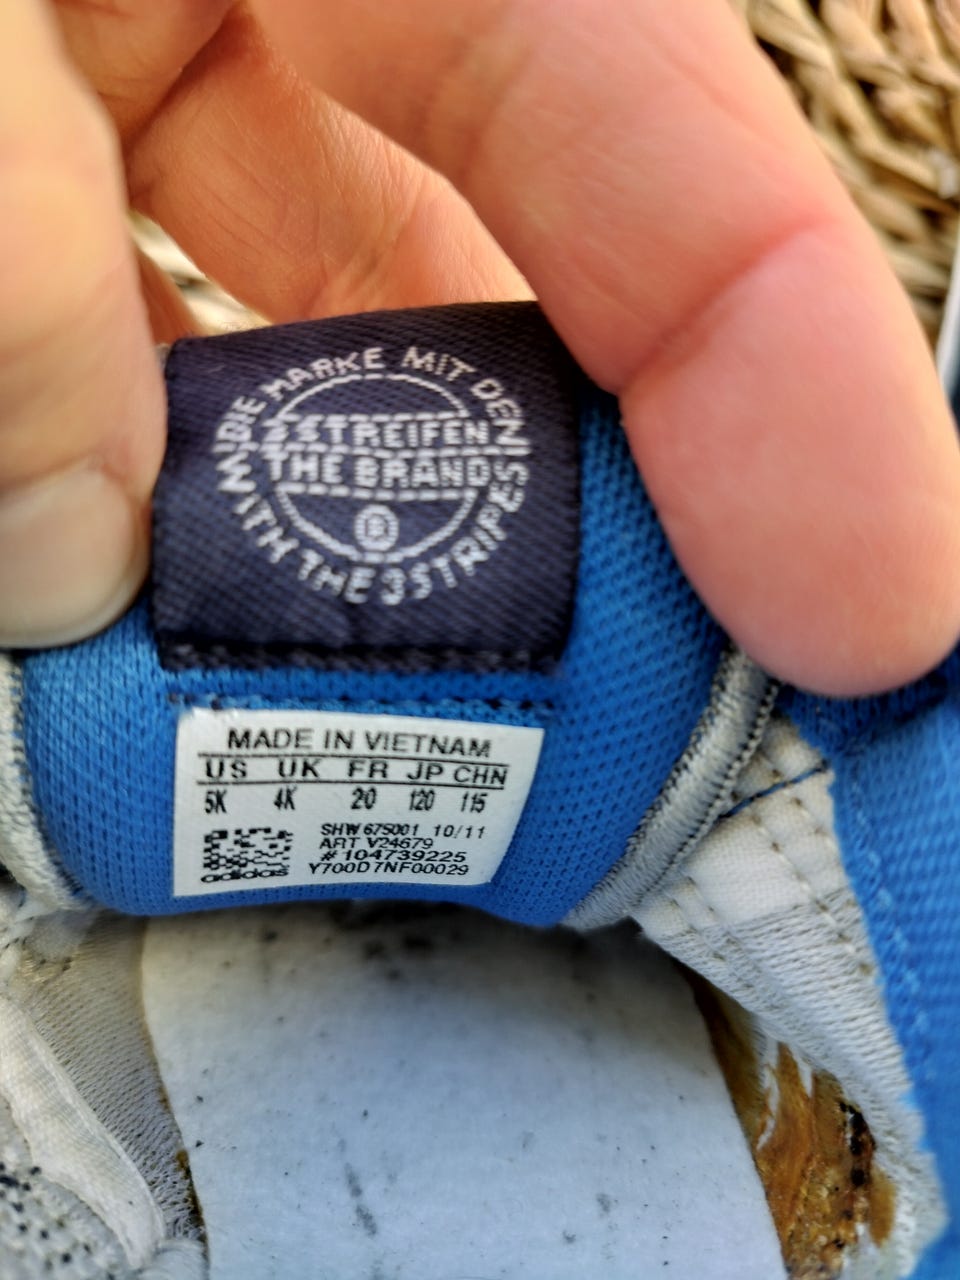 DIE MARKE MIT DEN
3 STREIFEN
THE BRAND
®
WITH THE 3 STRIPES
MADE IN VIETNAM
US UK FR JP CHN
5K 4K 20 120 115
SHW 675001 10/11
ART V24679
#104739225
adidas Y700D7NF00029